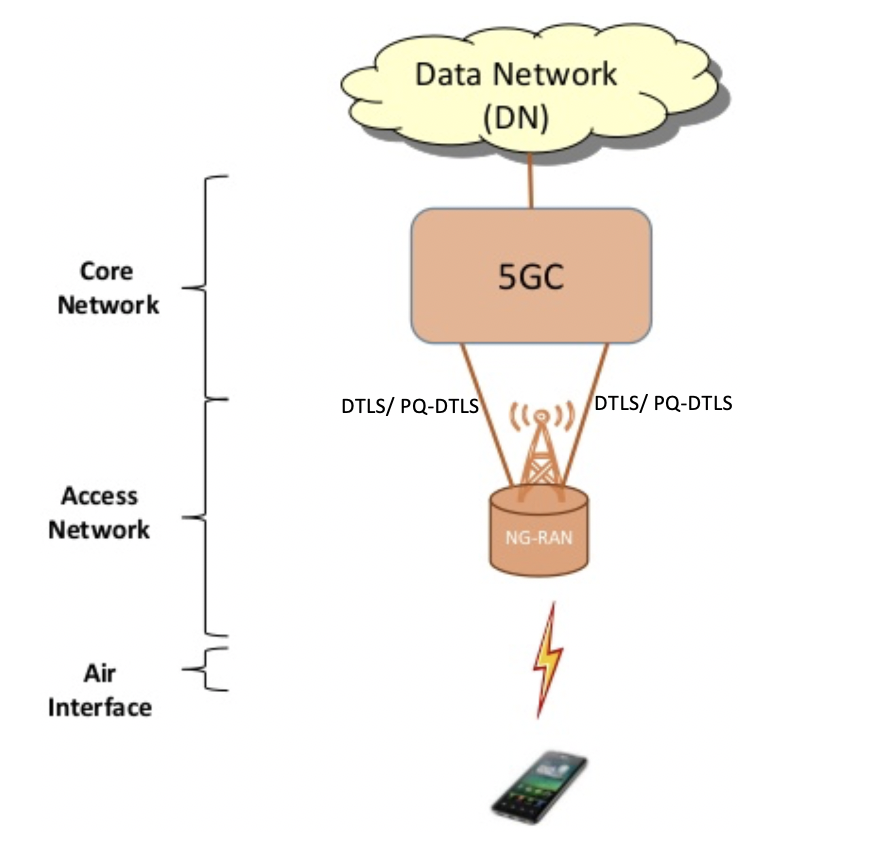 Data Network
(DN)
Core
Network
5GC
DTLS/ PQ-DTLS
DTLS/ PQ-DTLS
Access
Network
NG-RAN
Air
Interface